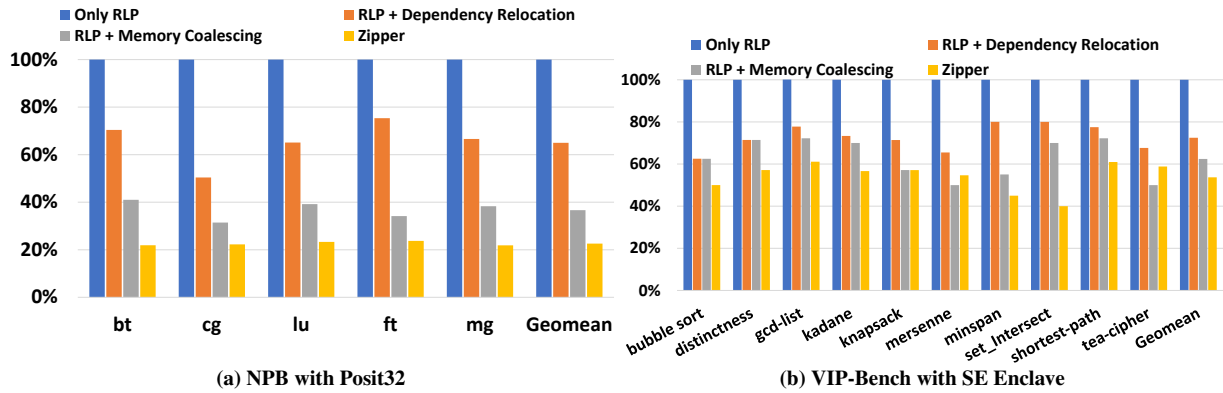 Only RLP
RLP + Dependency Relocation
RLP + Memory Coalescing
Zipper
100%
80%
60%
40%
20%
0%
bt
cg
lu
ft
mg
Geomean
(a) NPB with Posit32
Only RLP
RLP + Dependency Relocation
RLP + Memory Coalescing
Zipper
100%
80%
60%
40%
20%
0%
bubble sort
distinctness
gcd-list
kadane
knapsack
mersenne
minspan
set_Intersect
shortest-path
tea-cipher
Geomean
(b) VIP-Bench with SE Enclave